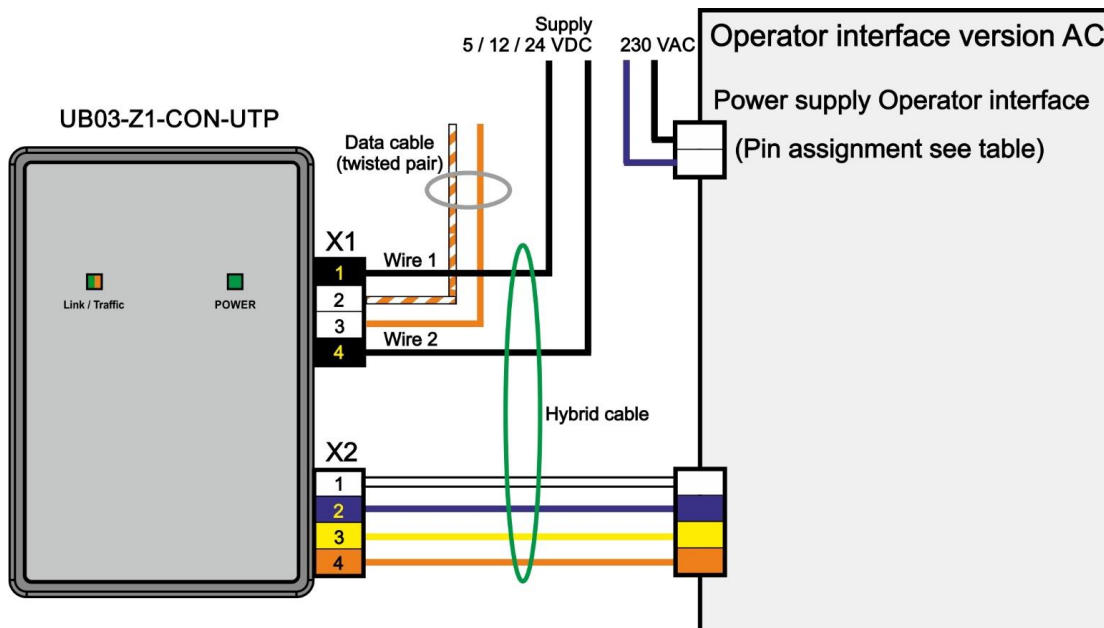 Supply
5 / 12 / 24 VDC
230 VAC
Operator interface version AC
Power supply Operator interface
(Pin assignment see table)
UB03-Z1-CON-UTP
Data cable
(twisted pair)
X1
1
2
3
4
Wire 1
Wire 2
Link / Traffic
POWER
Hybrid cable
X2
1
2
3
4